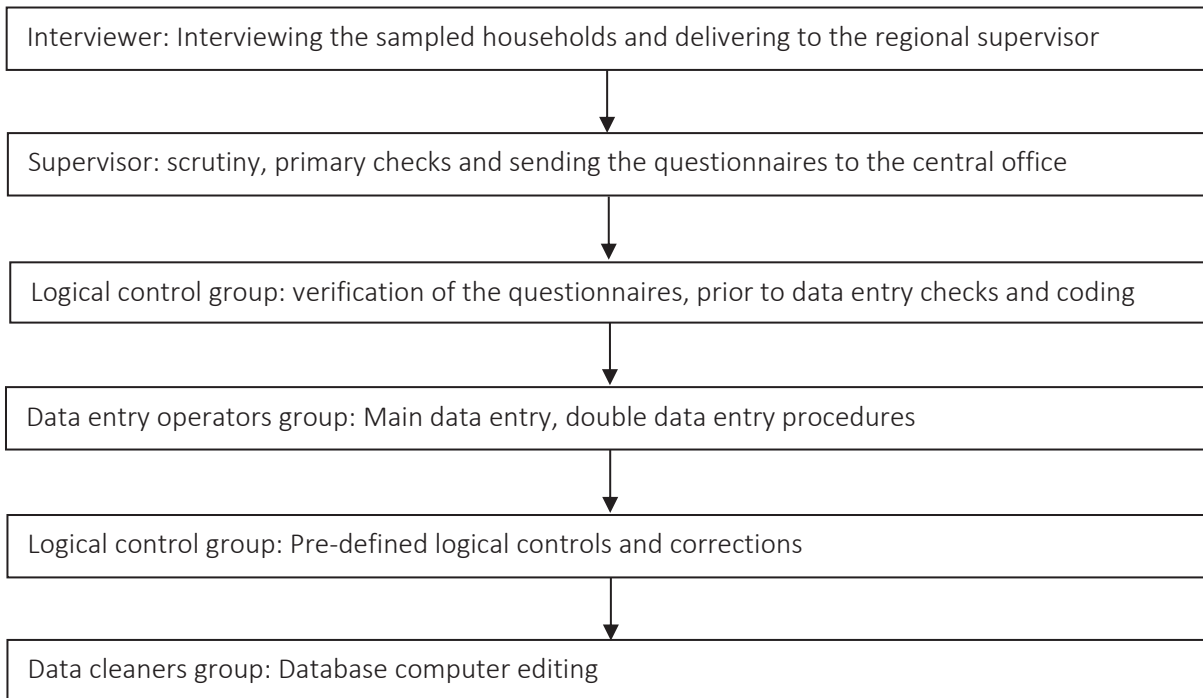 Interviewer: Interviewing the sampled households and delivering to the regional supervisor
Supervisor: scrutiny, primary checks and sending the questionnaires to the central office
Logical control group: verification of the questionnaires, prior to data entry checks and coding
Data entry operators group: Main data entry, double data entry procedures
Logical control group: Pre-defined logical controls and corrections
Data cleaners group: Database computer editing